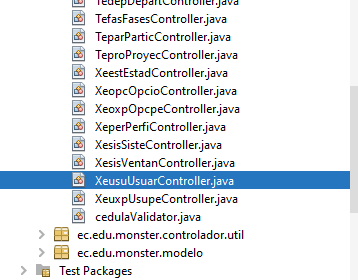 TedepDepartController.java
TefasFasesController.java
TeparParticController.java
TeproProyecController.java
XeestEstadController.java
XeopcOpcioController.java
XeoxpOpcpeController.java
XeperPerfiController.java
XesisSisteController.java
XesisVentanController.java
XeusuUsuarController.java
XeuxpUsupeController.java
cedulaValidator.java
ec.edu.monster.controlador.util
ec.edu.monster.modelo
Test Packages